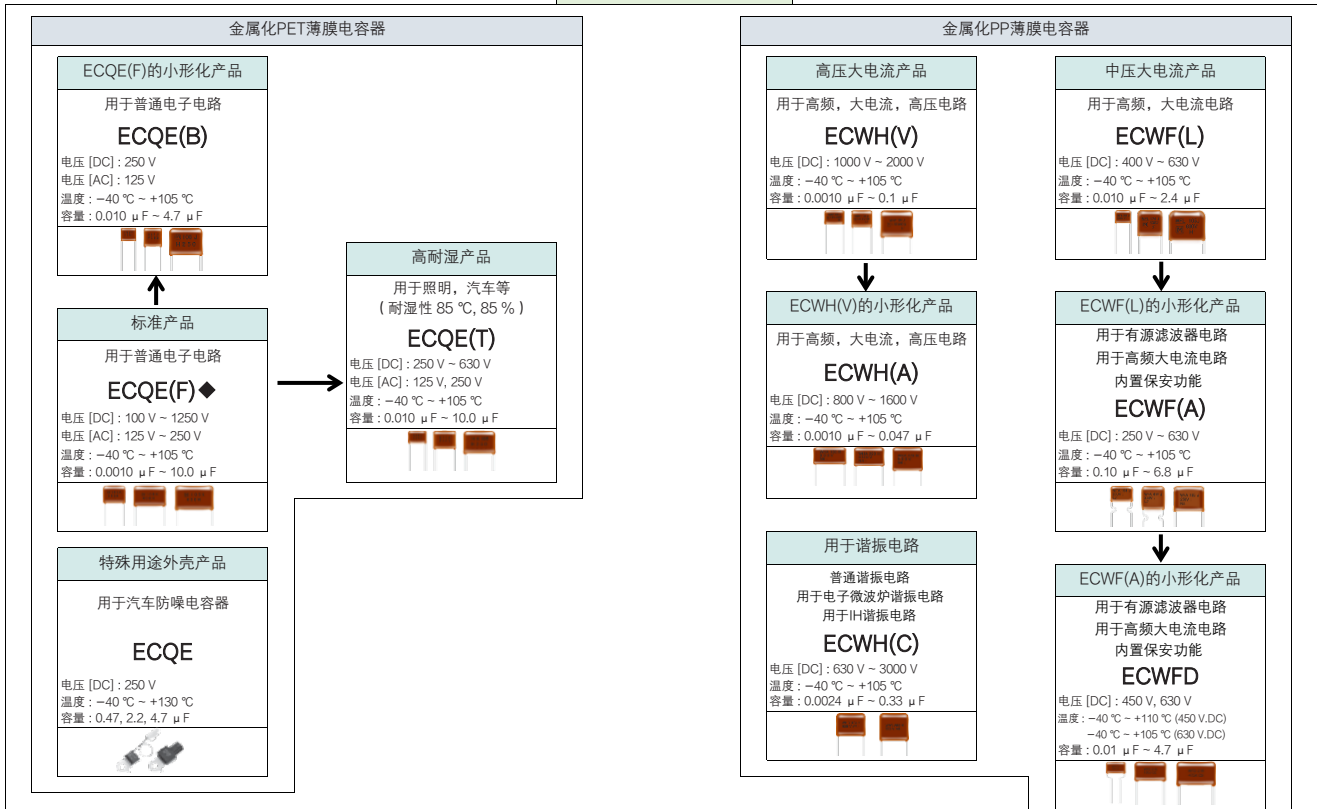 金属化PET薄膜电容器
ECQE(F)的小形化产品
用于普通电子电路
ECQE(B)
电压 [DC] : 250 V
电压 [AC] : 125 V
温度 : −40 ℃ ~ +105 ℃
容量 : 0.010 μF ~ 4.7 μF
标准产品
用于普通电子电路
ECQE(F)◆
电压 [DC] : 100 V ~ 1250 V
电压 [AC] : 125 V ~ 250 V
温度 : −40 ℃ ~ +105 ℃
容量 : 0.0010 μF ~ 10.0 μF
高耐湿产品
用于照明，汽车等
( 耐湿性 85 ℃, 85 % )
ECQE(T)
电压 [DC] : 250 V ~ 630 V
电压 [AC] : 125 V, 250 V
温度 : −40 ℃ ~ +105 ℃
容量 : 0.010 μF ~ 10.0 μF
特殊用途外壳产品
用于汽车防噪电容器
ECQE
电压 [DC] : 250 V
温度 : −40 ℃ ~ +130 ℃
容量 : 0.47, 2.2, 4.7 μF
金属化PP薄膜电容器
高压大电流产品
用于高频，大电流，高压电路
ECWH(V)
电压 [DC] : 1000 V ~ 2000 V
温度 : −40 ℃ ~ +105 ℃
容量 : 0.0010 μF ~ 0.1 μF
ECWH(V)的小形化产品
用于高频，大电流，高压电路
ECWH(A)
电压 [DC] : 800 V ~ 1600 V
温度 : −40 ℃ ~ +105 ℃
容量 : 0.0010 μF ~ 0.047 μF
用于谐振电路
普通谐振电路
用于电子微波炉谐振电路
用于IH谐振电路
ECWH(C)
电压 [DC] : 630 V ~ 3000 V
温度 : −40 ℃ ~ +105 ℃
容量 : 0.0024 μF ~ 0.33 μF
中压大电流产品
用于高频，大电流电路
ECWF(L)
电压 [DC] : 400 V ~ 630 V
温度 : −40 ℃ ~ +105 ℃
容量 : 0.010 μF ~ 2.4 μF
ECWF(L)的小形化产品
用于有源滤波器电路
用于高频大电流电路
内置保安功能
ECWF(A)
电压 [DC] : 250 V ~ 630 V
温度 : −40 ℃ ~ +105 ℃
容量 : 0.10 μF ~ 6.8 μF
ECWF(A)的小形化产品
用于有源滤波器电路
用于高频大电流电路
内置保安功能
ECWFD
电压 [DC] : 450 V, 630 V
温度 : −40 ℃ ~ +110 ℃ (450 V.DC)
−40 ℃ ~ +105 ℃ (630 V.DC)
容量 : 0.01 μF ~ 4.7 μF